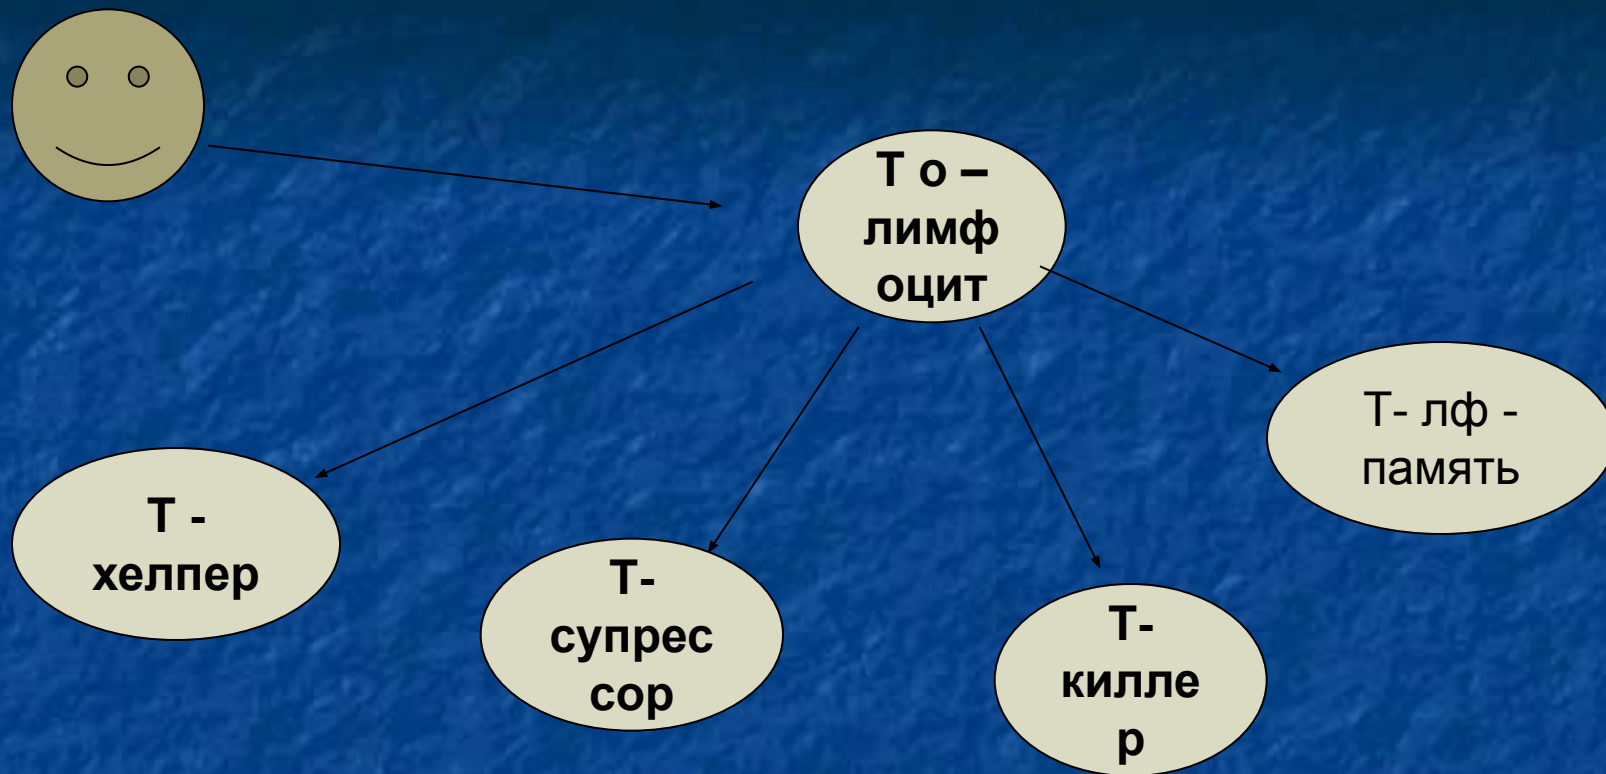 Т о –
лимф
оцит
Т- лф -
память
Т -
хелпер
Т-
супрес
сор
Т-
килле
р